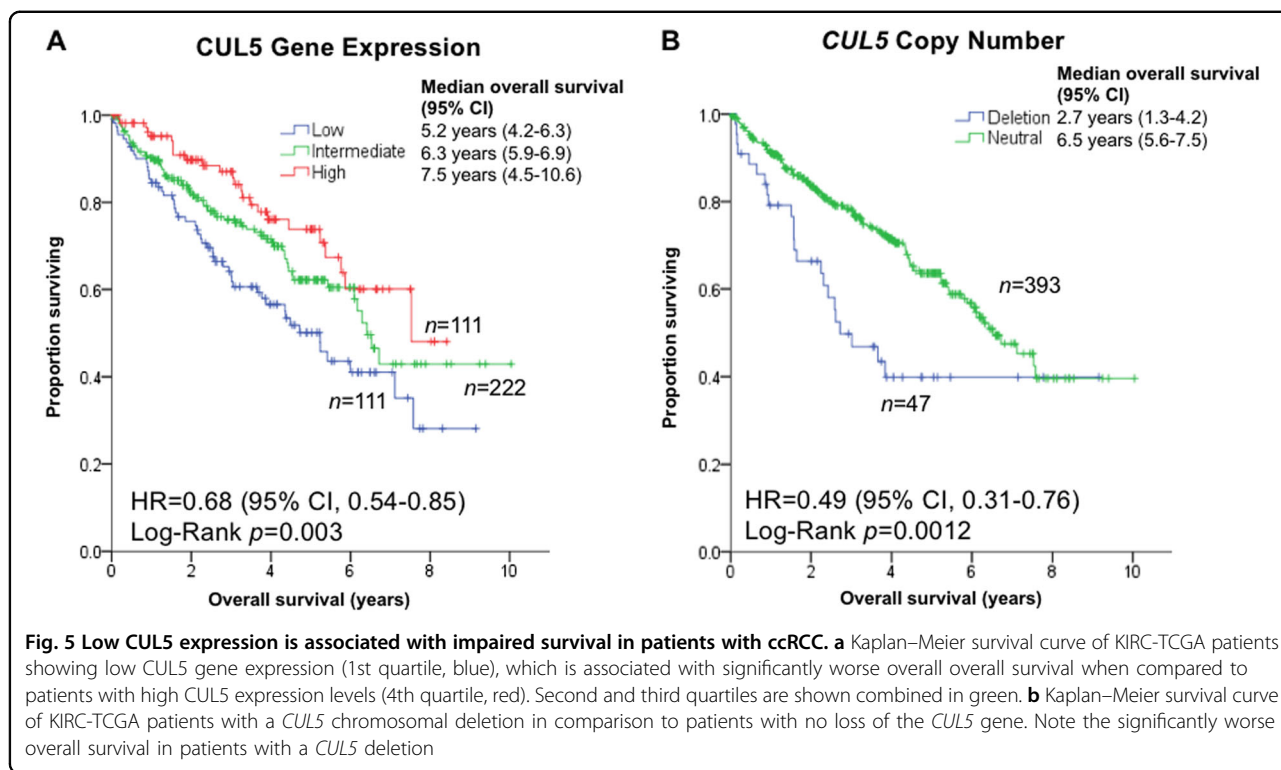 A
CUL5 Gene Expression
Median overall survival
(95% CI)
Low 5.2 years (4.2-6.3)
Intermediate 6.3 years (5.9-6.9)
High 7.5 years (4.5-10.6)
Proportion surviving
1.0
0.8
0.6
0.4
0.2
0.0
n=111
n=222
n=111
HR=0.68 (95% CI, 0.54-0.85)
Log-Rank p=0.003
0 2 4 6 8 10
Overall survival (years)
B
CUL5 Copy Number
Median overall survival
(95% CI)
Deletion 2.7 years (1.3-4.2)
Neutral 6.5 years (5.6-7.5)
Proportion surviving
1.0
0.8
0.6
0.4
0.2
0.0
n=393
n=47
HR=0.49 (95% CI, 0.31-0.76)
Log-Rank p=0.0012
0 2 4 6 8 10
Overall survival (years)
Fig. 5 Low CUL5 expression is associated with impaired survival in patients with ccRCC. a Kaplan–Meier survival curve of KIRC-TCGA patients
showing low CUL5 gene expression (1st quartile, blue), which is associated with significantly worse overall overall survival when compared to
patients with high CUL5 expression levels (4th quartile, red). Second and third quartiles are shown combined in green. b Kaplan–Meier survival curve
of KIRC-TCGA patients with a CUL5 chromosomal deletion in comparison to patients with no loss of the CUL5 gene. Note the significantly worse
overall survival in patients with a CUL5 deletion